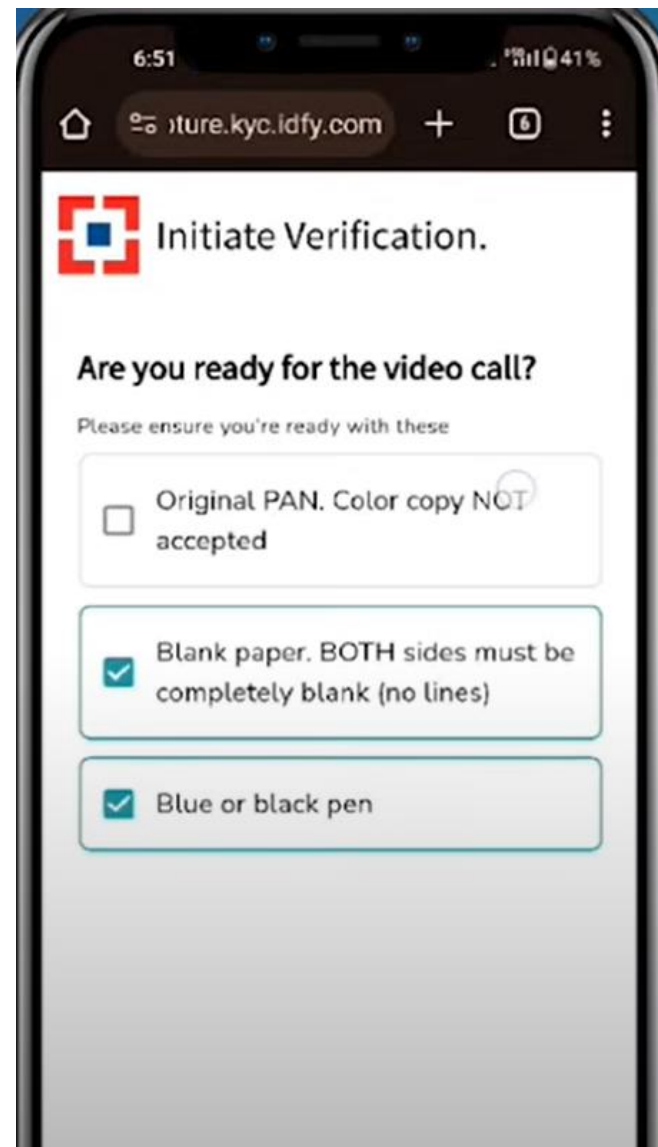 6:51
41%
ture.kyc.idfy.com
6
Initiate Verification.
Are you ready for the video call?
Please ensure you're ready with these
Original PAN. Color copy NOT
accepted
Blank paper. BOTH sides must be
completely blank (no lines)
Blue or black pen